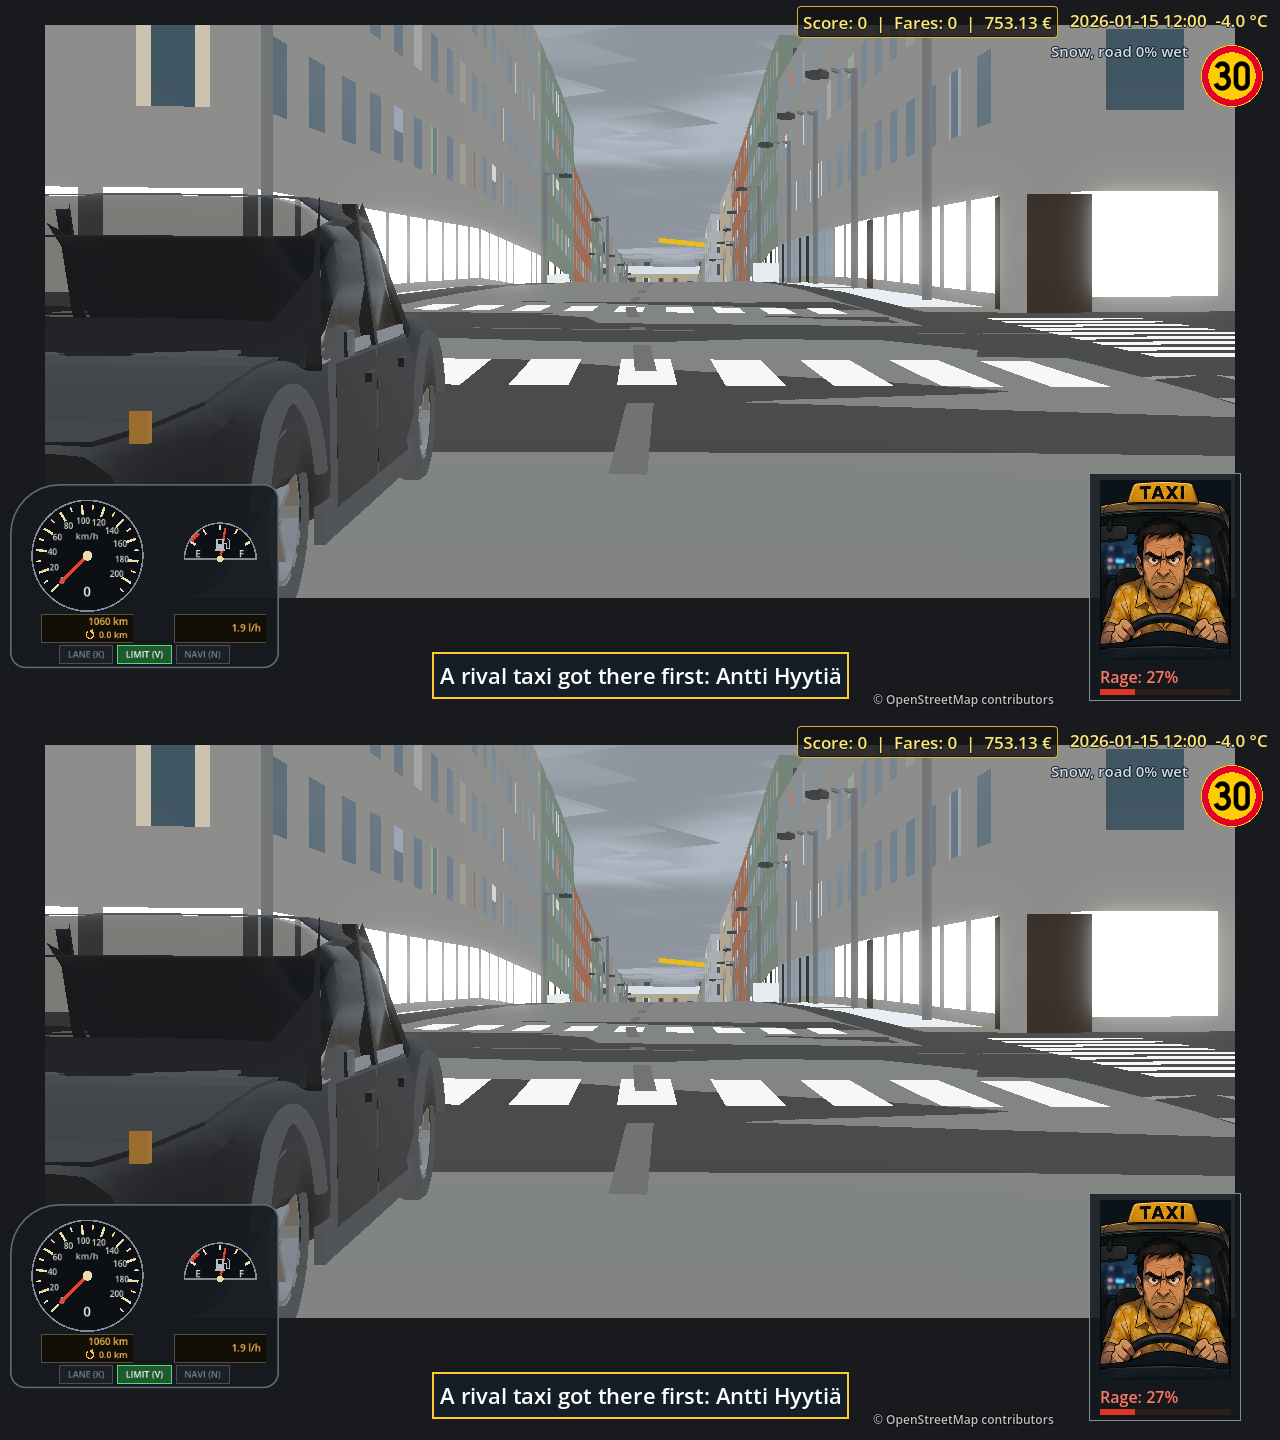 Score: 0 | Fares: 0 | 753.13 €
2026-01-15 12:00 -4.0 °C
Snow, road 0% wet
30
20
40
60
80
100
120
140
160
180
200
km/h
0
E
F
1060 km
0.0 km
1.9 l/h
LANE (K)
LIMIT (V)
NAVI (N)
TAXI
Rage: 27%
A rival taxi got there first: Antti Hyytiä
© OpenStreetMap contributors
Score: 0 | Fares: 0 | 753.13 €
2026-01-15 12:00 -4.0 °C
Snow, road 0% wet
30
20
40
60
80
100
120
140
160
180
200
km/h
0
E
F
1060 km
0.0 km
1.9 l/h
LANE (K)
LIMIT (V)
NAVI (N)
TAXI
Rage: 27%
A rival taxi got there first: Antti Hyytiä
© OpenStreetMap contributors